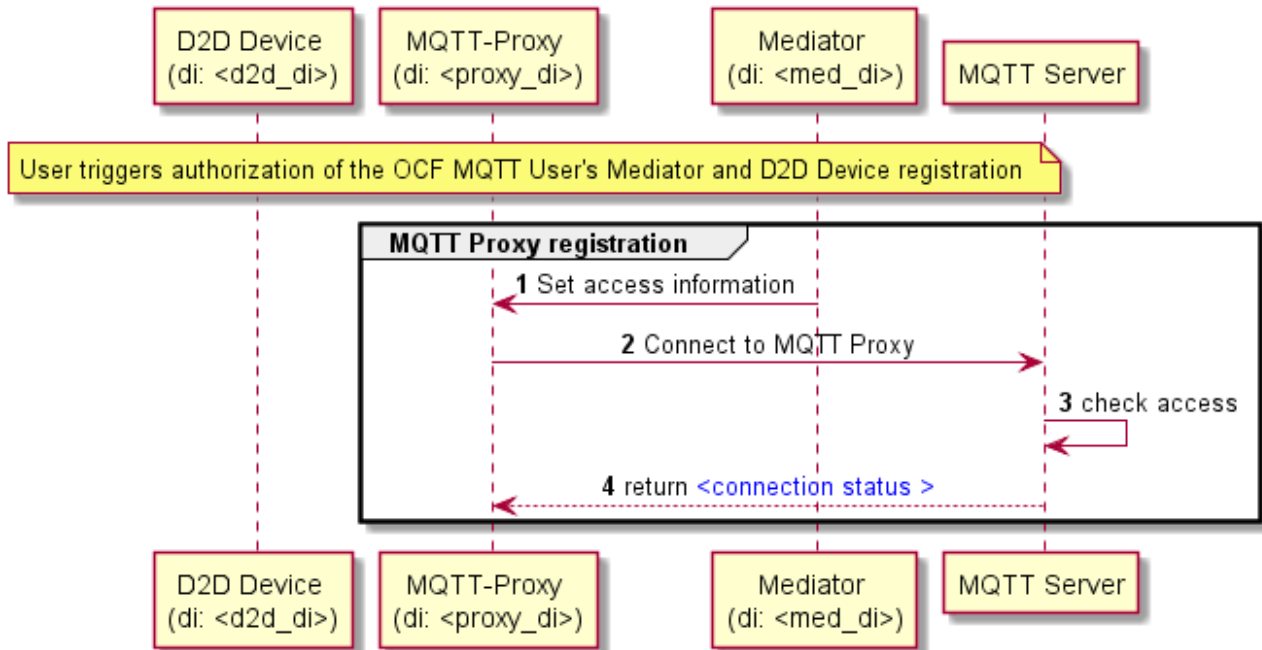 D2D Device
(di: <d2d_di>)
MQTT-Proxy
(di: <proxy_di>)
Mediator
(di: <med_di>)
MQTT Server
User triggers authorization of the OCF MQTT User's Mediator and D2D Device registration
MQTT Proxy registration
1 Set access information
2 Connect to MQTT Proxy
3 check access
4 return <connection status >
D2D Device
(di: <d2d_di>)
MQTT-Proxy
(di: <proxy_di>)
Mediator
(di: <med_di>)
MQTT Server